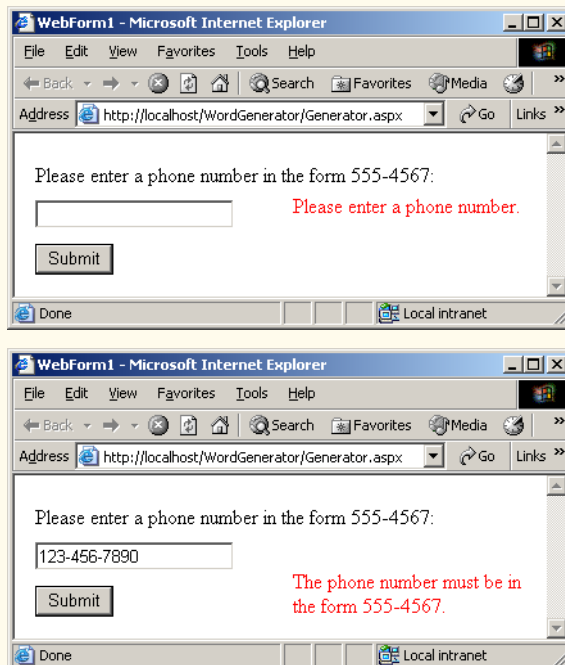 WebForm1 - Microsoft Internet Explorer
File Edit View Favorites Tools Help
Back Search Favorites Media »
Address http://localhost/WordGenerator/Generator.aspx Go Links »
Please enter a phone number in the form 555-4567:
Please enter a phone number.
Submit
Done Local intranet
WebForm1 - Microsoft Internet Explorer
File Edit View Favorites Tools Help
Back Search Favorites Media »
Address http://localhost/WordGenerator/Generator.aspx Go Links »
Please enter a phone number in the form 555-4567:
123-456-7890
The phone number must be in
the form 555-4567.
Submit
Done Local intranet